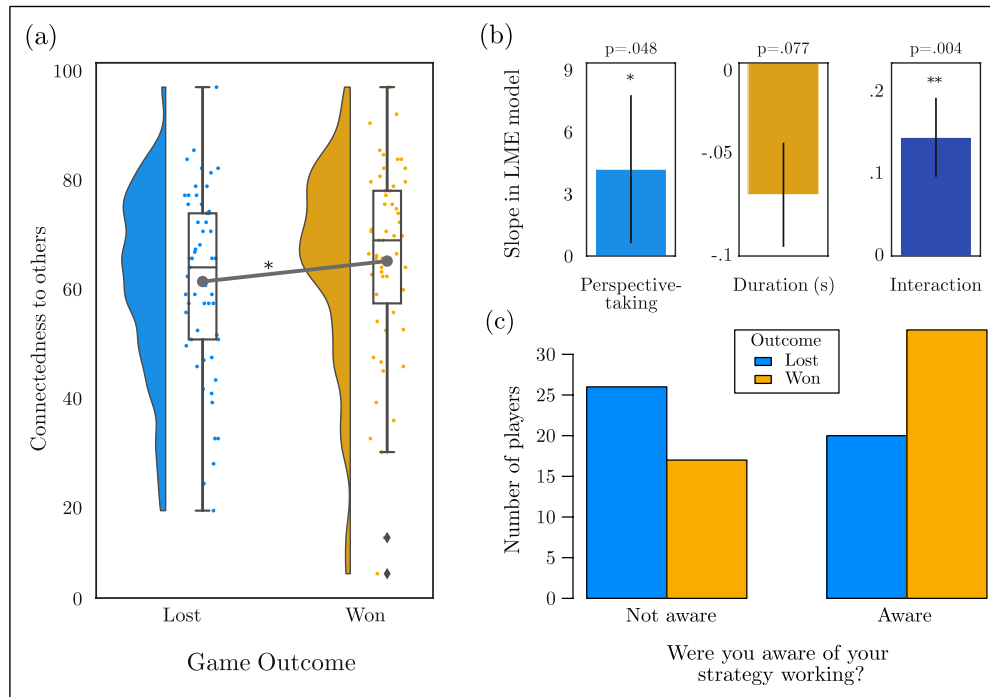 (a)
Connectedness to others
100
80
60
40
20
0
*
Lost
Won
Game Outcome
(b)
Slope in LME model
p=.048
9
6
3
0
*
Perspective-
taking
p=.077
0
-.05
-.1
Duration (s)
p=.004
.2
.1
0
**
Interaction
(c)
Number of players
30
25
20
15
10
5
0
Outcome
Lost
Won
Not aware
Aware
Were you aware of your
strategy working?